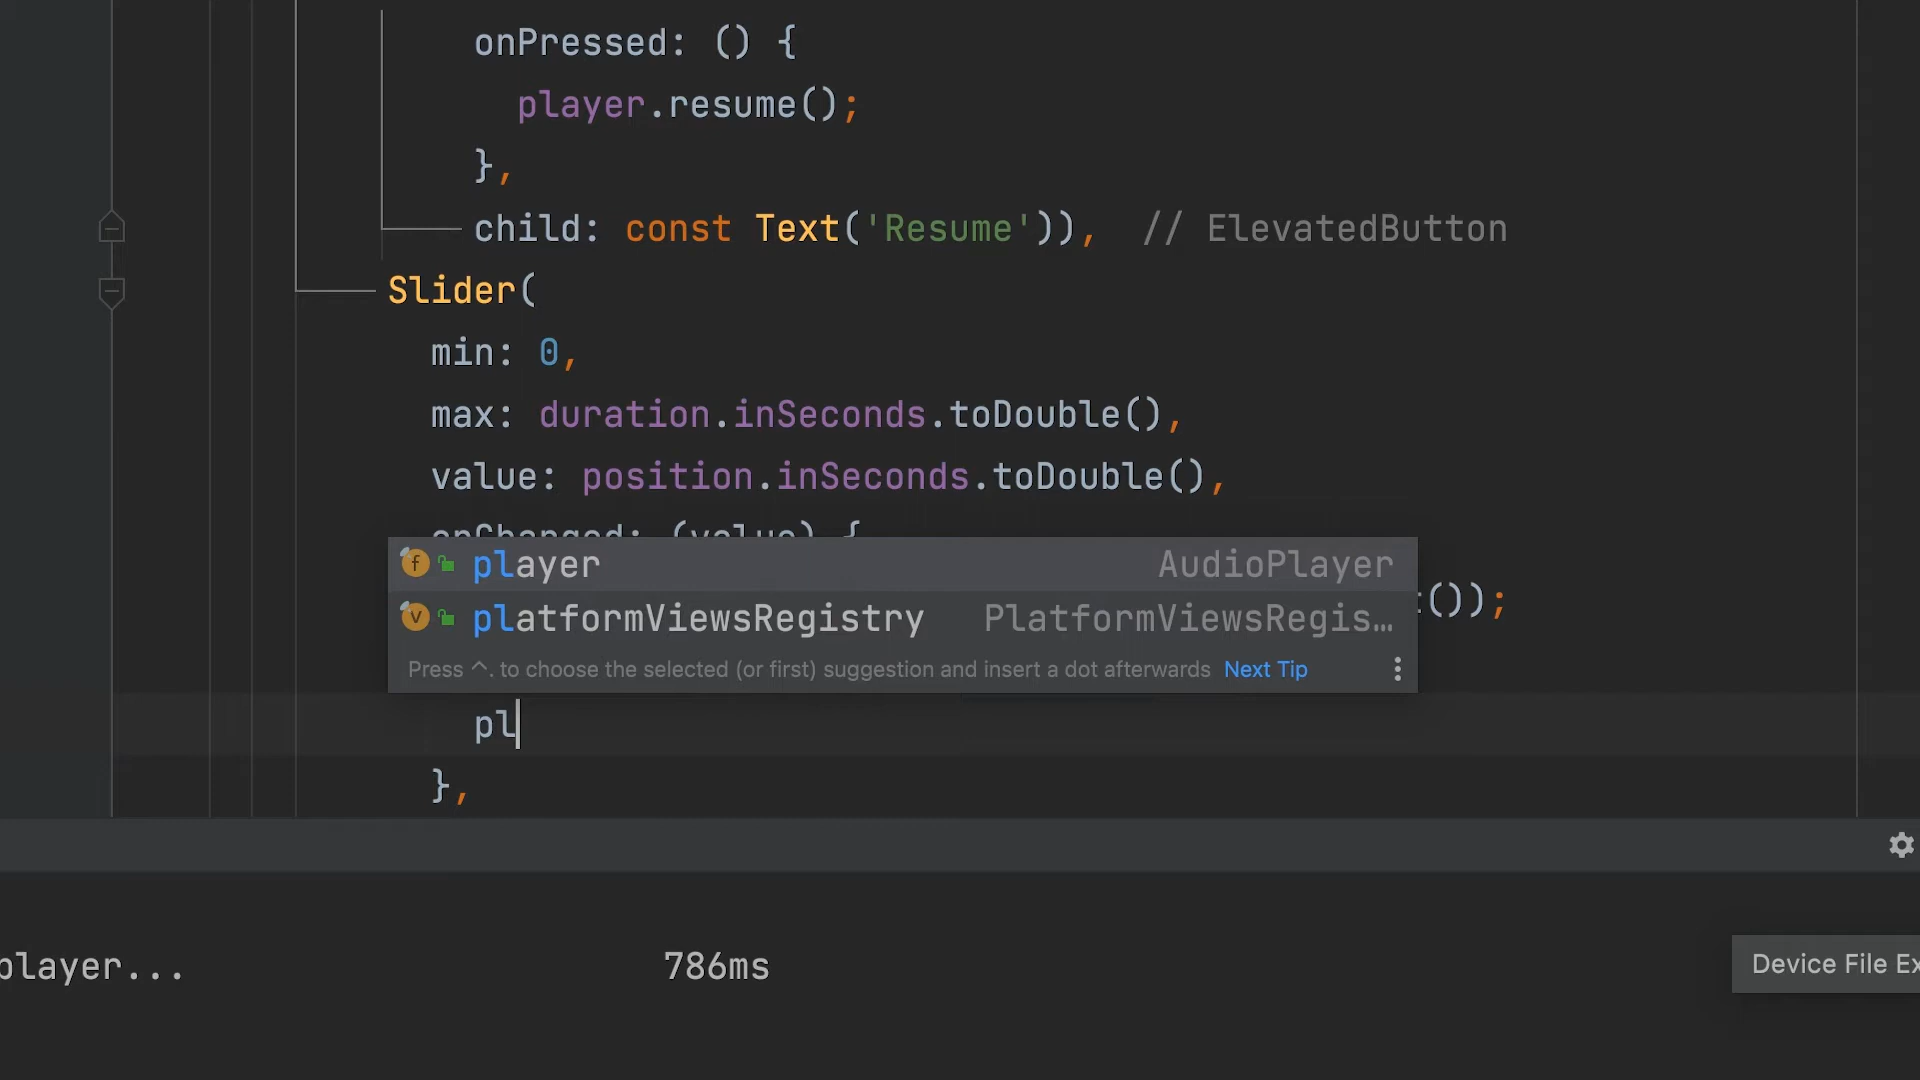 onPressed: () {
player.resume();
},
child: const Text('Resume')), // ElevatedButton
Slider(
min: 0,
max: duration.inSeconds.toDouble(),
value: position.inSeconds.toDouble(),
onChanged: (value) {
player AudioPlayer
());
platformViewsRegistry PlatformViewsRegis…
Press ^. to choose the selected (or first) suggestion and insert a dot afterwards Next Tip
pl
},
player... 786ms
Device File Ex